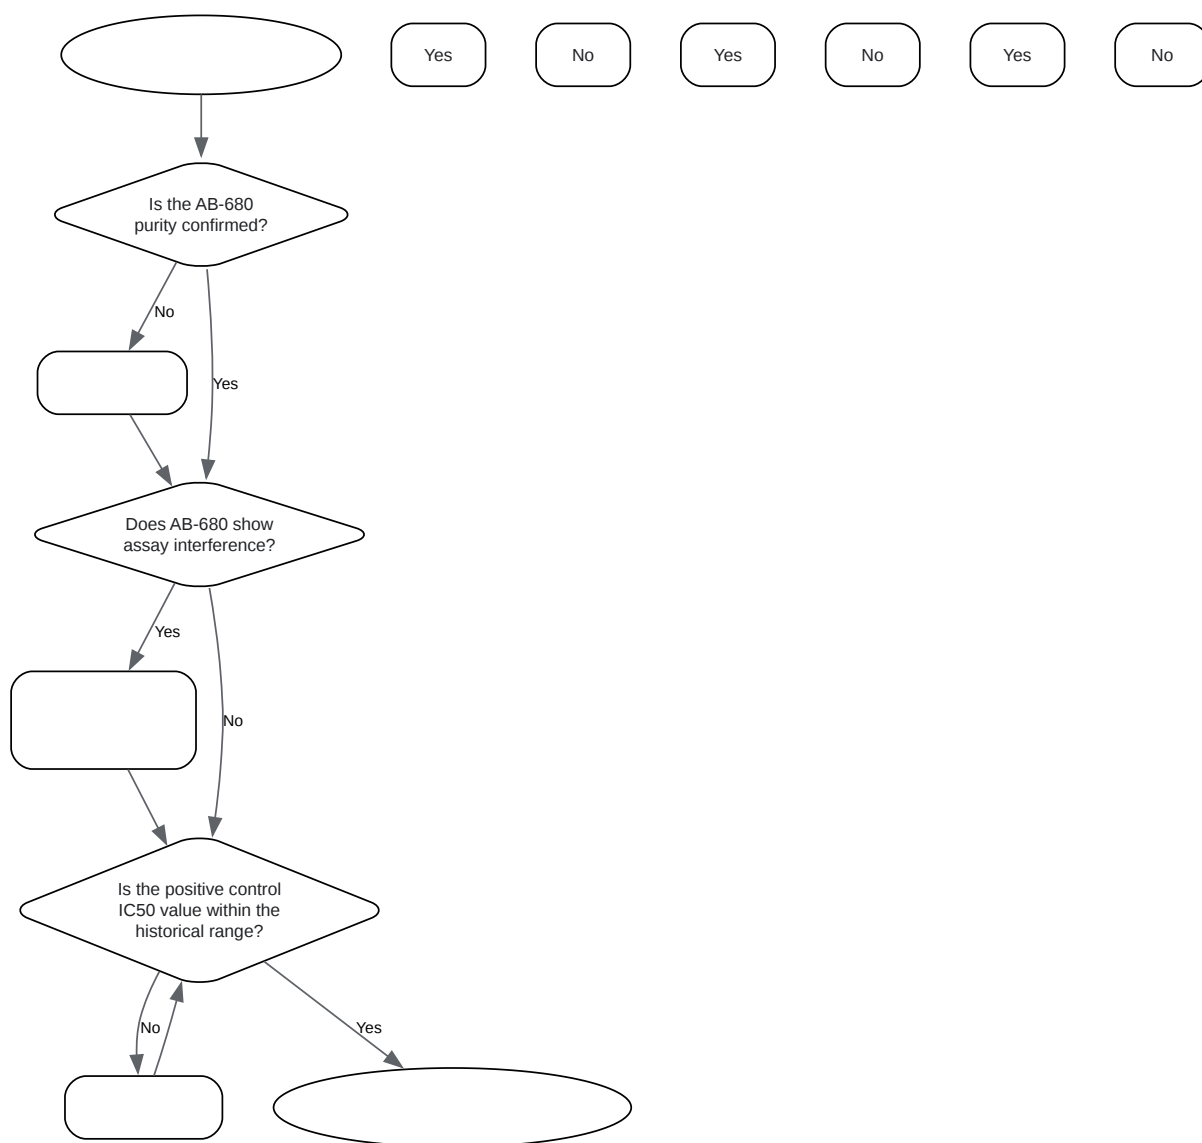 Yes
No
Yes
No
Yes
No
Is the AB-680
purity confirmed?
No
Yes
Does AB-680 show
assay interference?
Yes
No
Is the positive control
IC50 value within the
historical range?
No
Yes